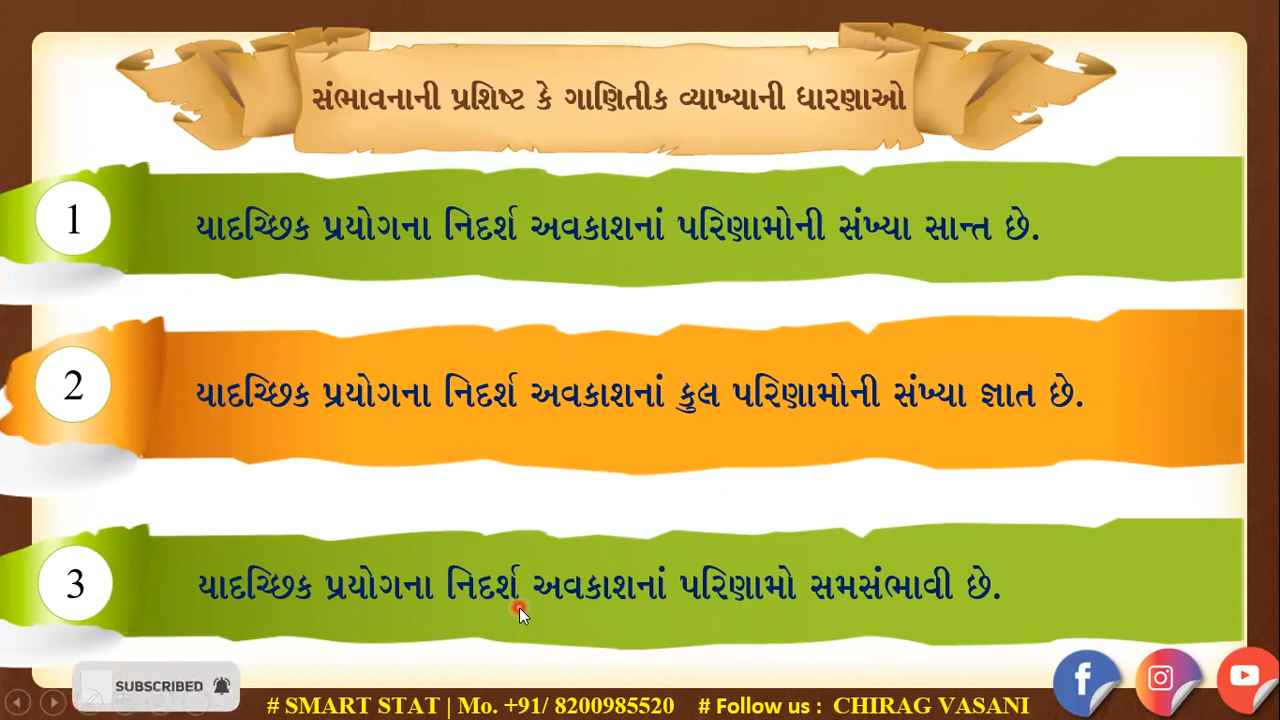 સંભાવનાની પ્રશિષ્ટ કે ગાણિતીક વ્યાખ્યાની ધારણાઓ
1
યાદચ્છિક પ્રયોગના નિદર્શ અવકાશનાં પરિણામોની સંખ્યા સાન્ત છે.
2
યાદચ્છિક પ્રયોગના નિદર્શ અવકાશનાં કુલ પરિણામોની સંખ્યા જ્ઞાત છે.
3
યાદચ્છિક પ્રયોગના નિદર્શ અવકાશનાં પરિણામો સમસંભાવી છે.
SUBSCRIBED
# SMART STAT | Mo. +91/ 8200985520 # Follow us : CHIRAG VASANI